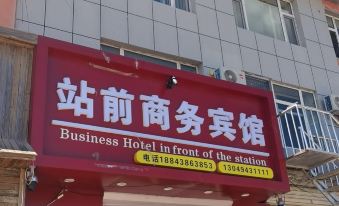 站前商务宾馆
Business Hotel in front of the station
电话18843863853 13049431111